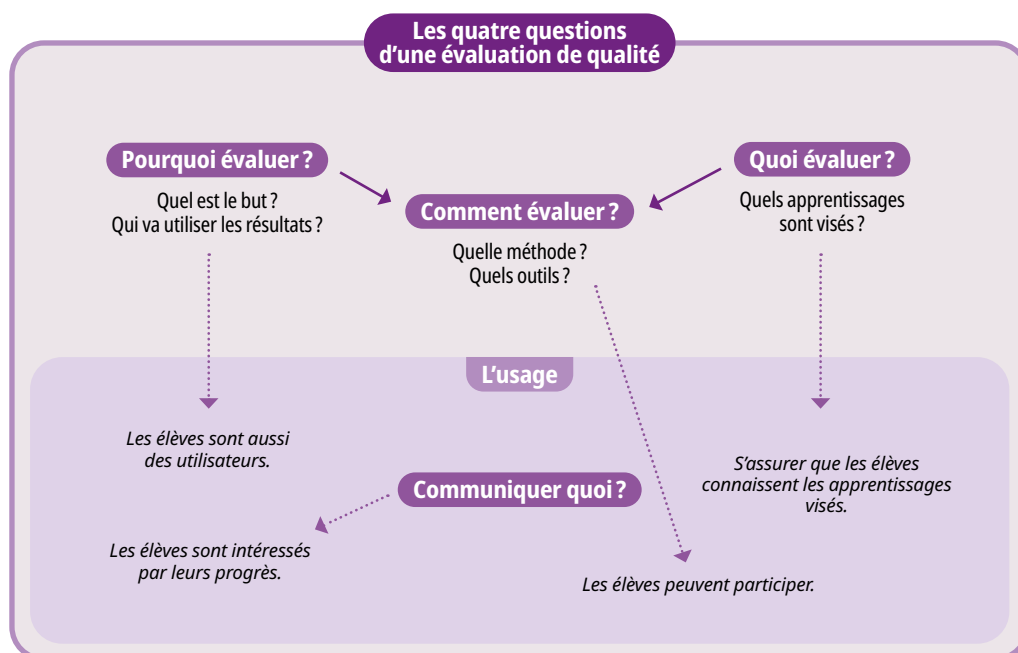 Les quatre questions
d'une évaluation de qualité
Pourquoi évaluer ?
Quel est le but ?
Qui va utiliser les résultats ?
Comment évaluer ?
Quelle méthode ?
Quels outils ?
Quoi évaluer ?
Quels apprentissages
sont visés ?
L'usage
Les élèves sont aussi
des utilisateurs.
Communiquer quoi ?
S'assurer que les élèves
connaissent les apprentissages
visés.
Les élèves sont intéressés
par leurs progrès.
Les élèves peuvent participer.